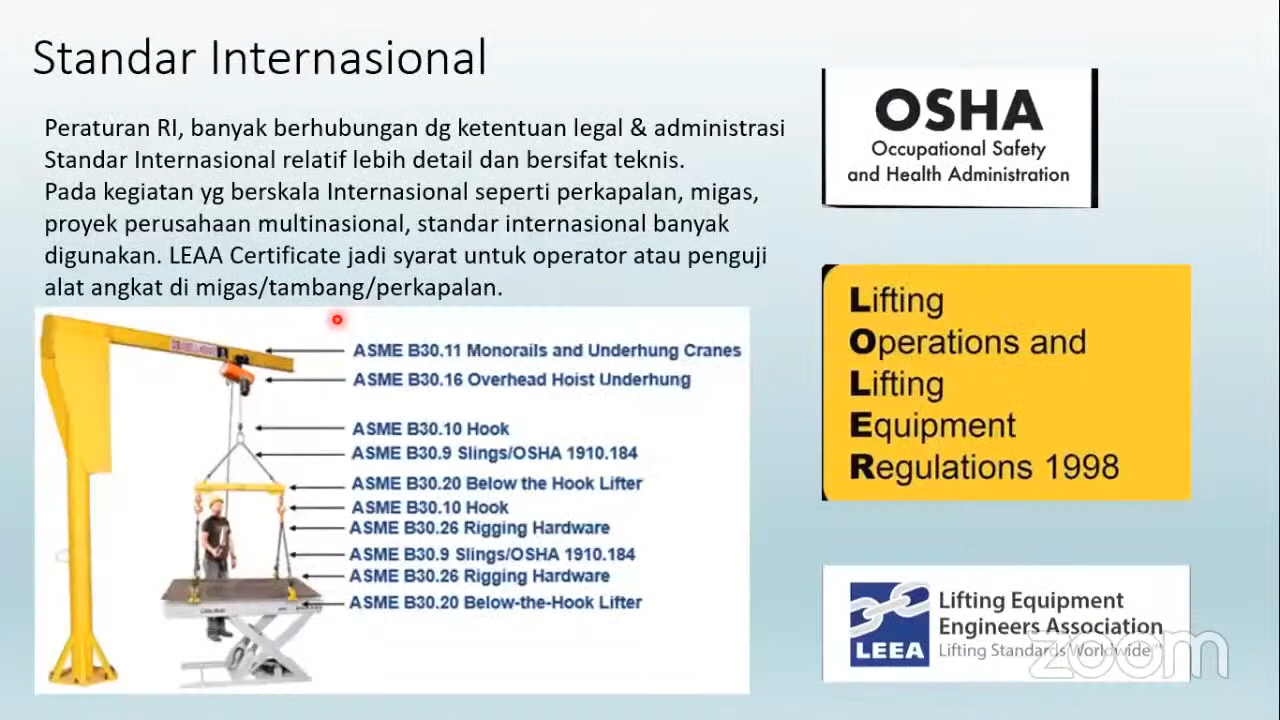 Standar Internasional
Peraturan RI, banyak berhubungan dg ketentuan legal & administrasi
Standar Internasional relatif lebih detail dan bersifat teknis.
Pada kegiatan yg berskala Internasional seperti perkapalan, migas,
proyek perusahaan multinasional, standar internasional banyak
digunakan. LEAA Certificate jadi syarat untuk operator atau penguji
alat angkat di migas/tambang/perkapalan.
ASME B30.11 Monorails and Underhung Cranes
ASME B30.16 Overhead Hoist Underhung
ASME B30.10 Hook
ASME B30.9 Slings/OSHA 1910.184
ASME B30.20 Below the Hook Lifter
ASME B30.10 Hook
ASME B30.26 Rigging Hardware
ASME B30.9 Slings/OSHA 1910.184
ASME B30.26 Rigging Hardware
ASME B30.20 Below-the-Hook Lifter
OSHA
Occupational Safety
and Health Administration
Lifting
Operations and
Lifting
Equipment
Regulations 1998
LEEA
Lifting Equipment
Engineers Association
Lifting Standards Worldwide
zoom